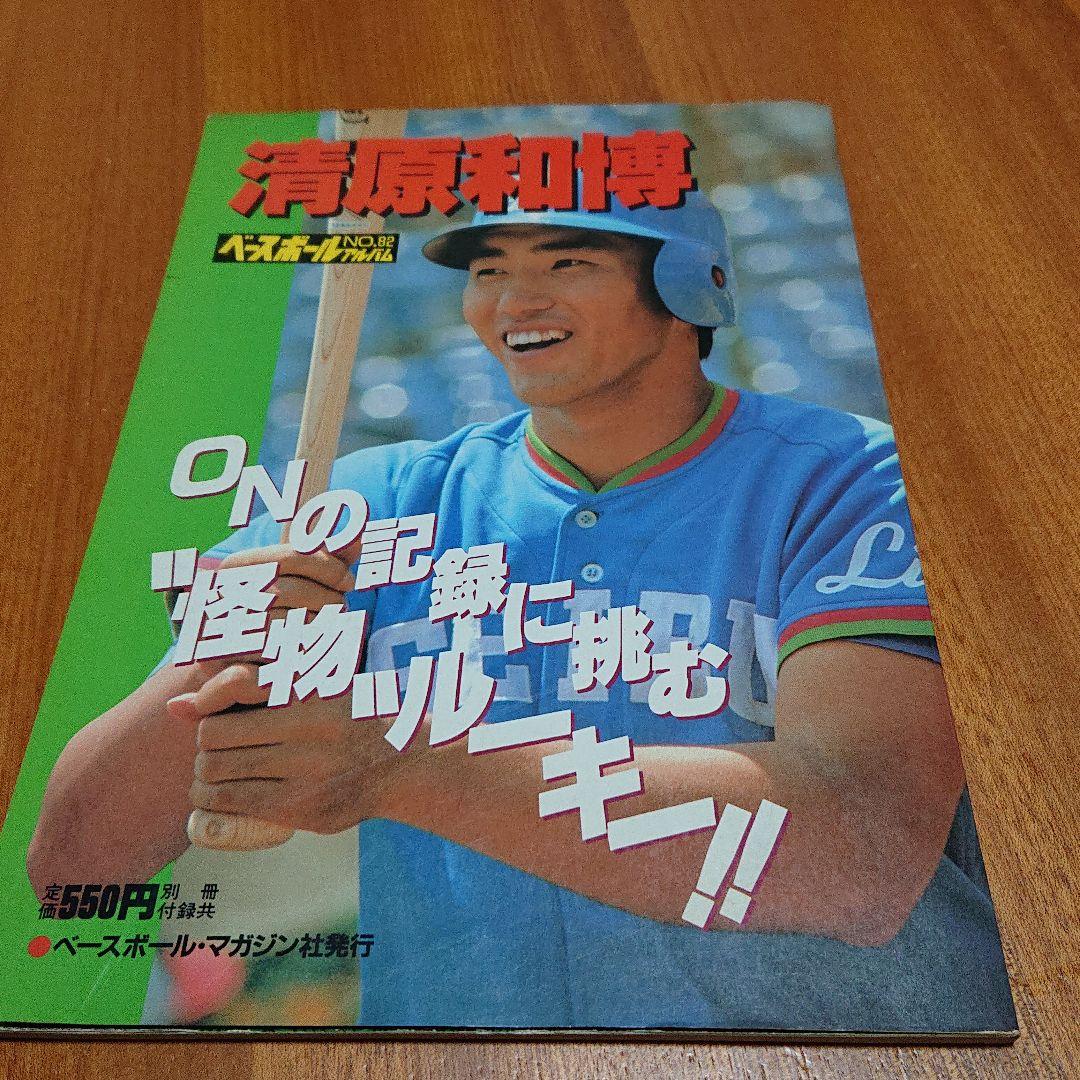 清原和博
ベースボール NO.82
アルバム
ONの記録に挑む
"怪物"ルーキー!!
Li
SEIBU
定価550円 別冊付録共
●ベースボール・マガジン社発行